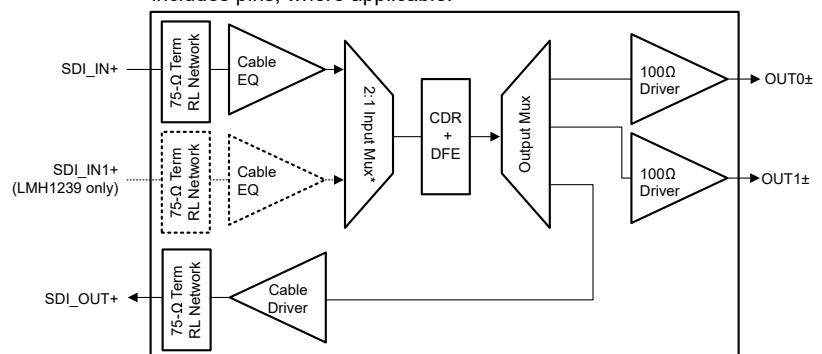 includes pins, where applicable.
SDI_IN+
75-Ω Term
RL Network
Cable
EQ
2:1 Input Mux*
CDR
+
DFE
Output Mux
100Ω
Driver
OUT0±
SDI_IN1+
(LMH1239 only)
75-Ω Term
RL Network
Cable
EQ
100Ω
Driver
OUT1±
SDI_OUT+
75-Ω Term
RL Network
Cable
Driver